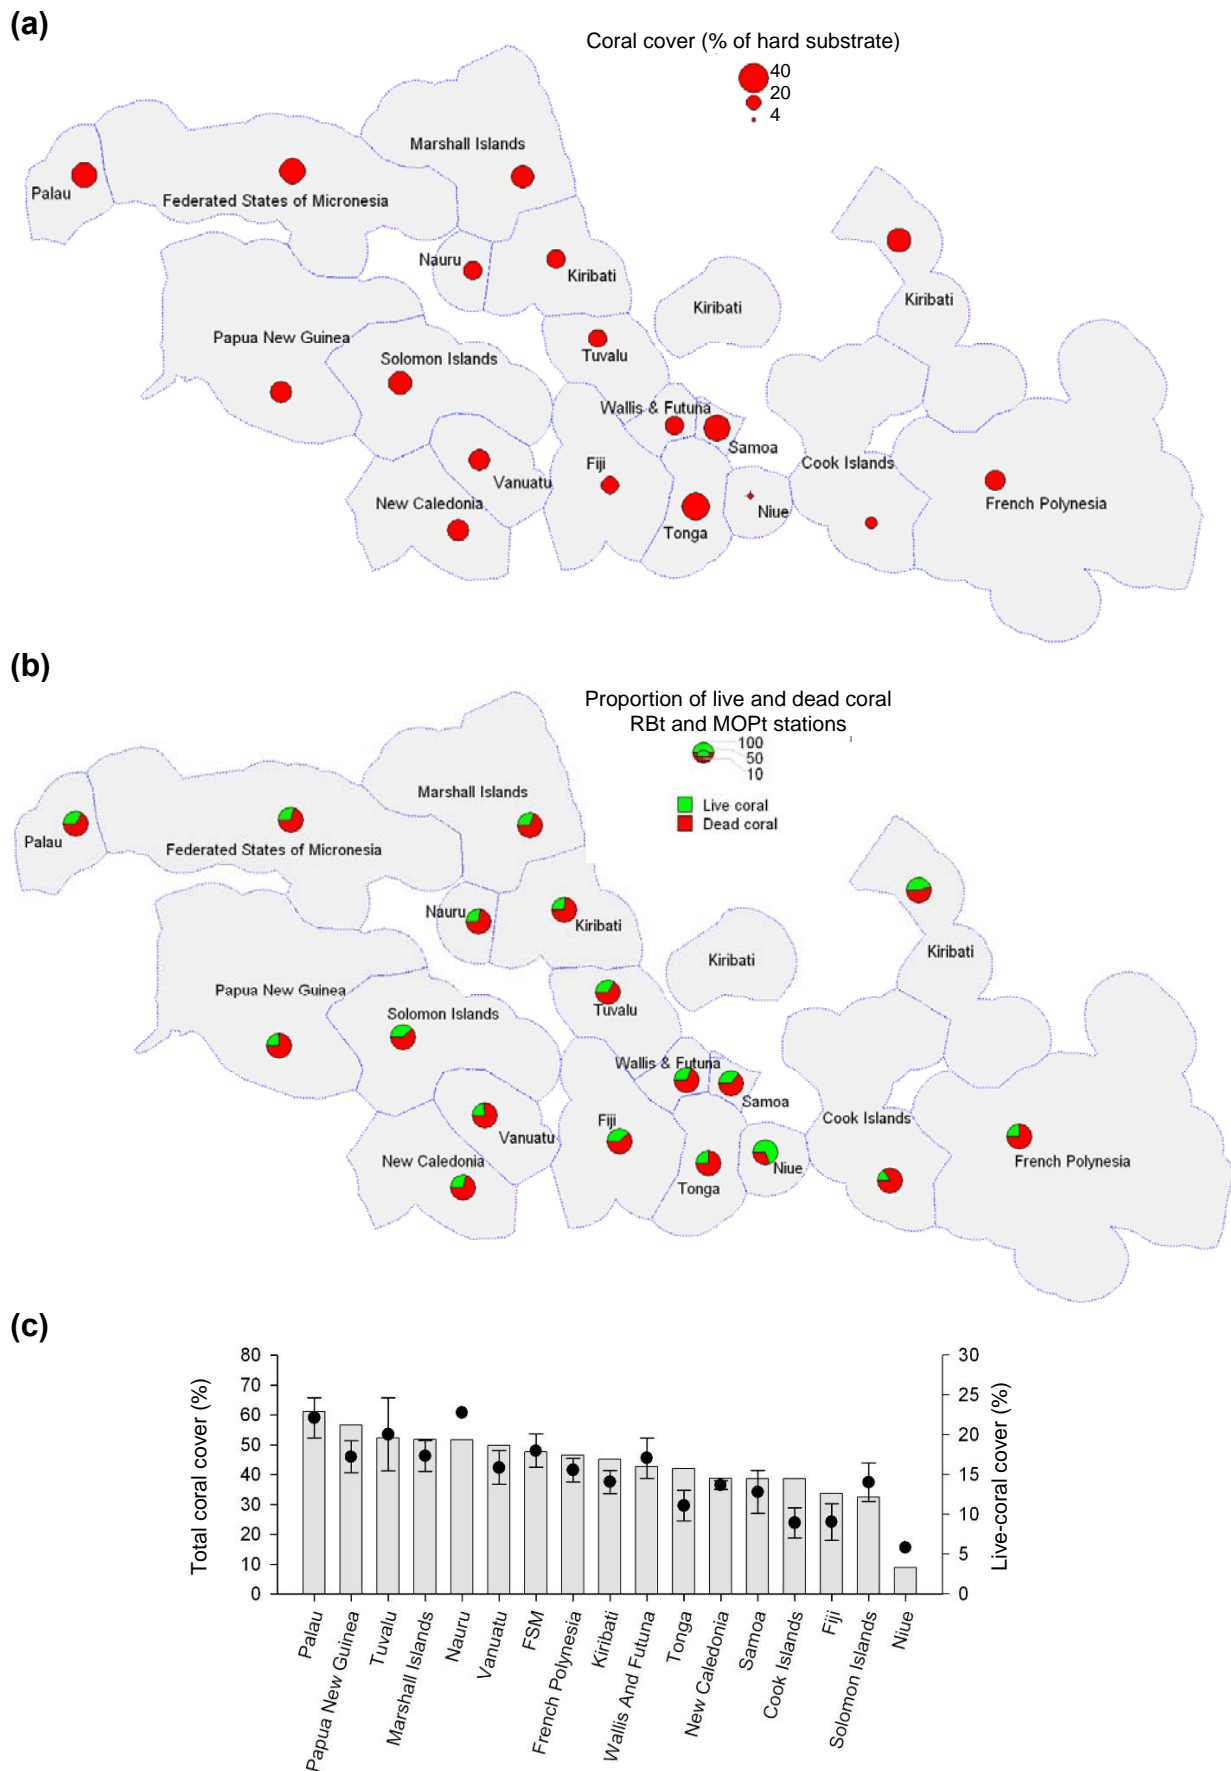 (a)
Coral cover (% of hard substrate)
40
20
4
Marshall Islands
Palau
Federated States of Micronesia
Nauru
Kiribati
Kiribati
Kiribati
Papua New Guinea
Solomon Islands
Tuvalu
Wallis & Futuna
Samoa
Fiji
Cook Islands
Vanuatu
New Caledonia
Niue
French Polynesia
Tonga
(b)
Proportion of live and dead coral
RBt and MOPt stations
100
50
10
Live coral
Dead coral
Marshall Islands
Palau
Federated States of Micronesia
Nauru
Kiribati
Kiribati
Kiribati
Papua New Guinea
Solomon Islands
Tuvalu
Wallis & Futuna
Samoa
Cook Islands
Fiji
Vanuatu
New Caledonia
Niue
French Polynesia
Tonga
(c)
Total coral cover (%)
80
70
60
50
40
30
20
10
0
30
25
20
15
10
5
0
Live-coral cover (%)
Palau
Papua New Guinea
Tuvalu
Marshall Islands
Nauru
Vanuatu
FSM
French Polynesia
Kiribati
Wallis And Futuna
Tonga
New Caledonia
Samoa
Cook Islands
Fiji
Solomon Islands
Niue